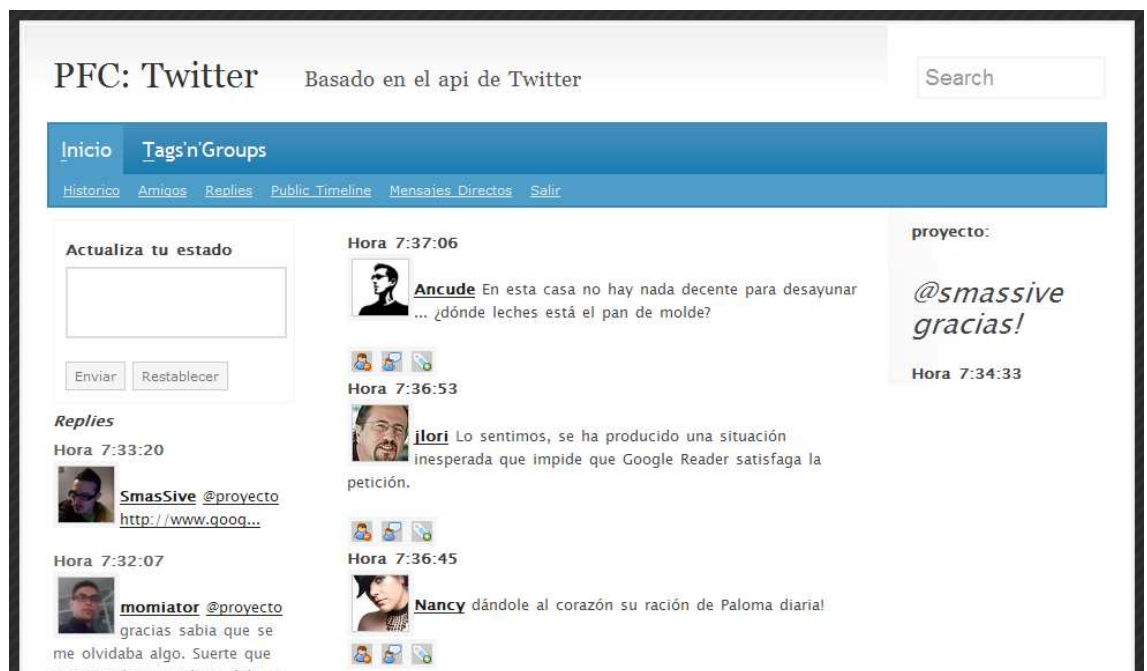 PFC: Twitter
Basado en el api de Twitter
Search
Inicio
Tags'n'Groups
Historico
Amigos
Replies
Public Timeline
Mensajes Directos
Salir
Actualiza tu estado
Enviar
Restablecer
Replies
Hora 7:33:20
SmasSive @proyecto
http://www.goog...
Hora 7:32:07
momiator @proyecto
gracias sabia que se
me olvidaba algo. Suerte que
Hora 7:37:06
Ancude En esta casa no hay nada decente para desayunar
... ¿dónde leches está el pan de molde?
Hora 7:36:53
jlori Lo sentimos, se ha producido una situación
inesperada que impide que Google Reader satisfaga la
petición.
Hora 7:36:45
Nancy dándole al corazón su ración de Paloma diaria!
proyecto:
@smassive
gracias!
Hora 7:34:33